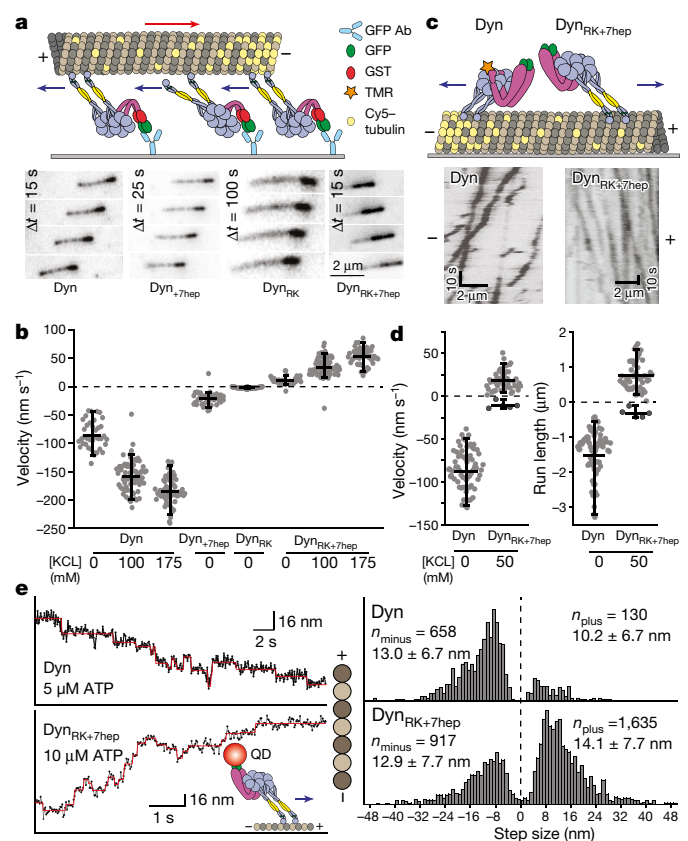 a
+
−
GFP Ab
GFP
GST
TMR
Cy5–
tubulin
Δt = 15 s
Δt = 25 s
Δt = 100 s
Δt = 15 s
2 μm
Dyn
Dyn+7hep
DynRK
DynRK+7hep
c
Dyn
DynRK+7hep
−
+
Dyn
DynRK+7hep
−
+
10 s
2 μm
10 s
2 μm
b
100
50
0
−50
−100
−150
−200
−250
Velocity (nm s−1)
Dyn
Dyn+7hep
DynRK
DynRK+7hep
[KCL]
(mM)
0 100 175 0 0 0 100 175
d
50
0
−50
−100
−150
Velocity (nm s−1)
Dyn
DynRK+7hep
[KCL]
(mM)
0 50
2
1
0
−1
−2
−3
Run length (μm)
Dyn
DynRK+7hep
0 50
e
16 nm
2 s
Dyn
5 μM ATP
DynRK+7hep
10 μM ATP
QD
16 nm
1 s
− +
+
−
Dyn
nminus = 658
13.0 ± 6.7 nm
nplus = 130
10.2 ± 6.7 nm
DynRK+7hep
nminus = 917
12.9 ± 7.7 nm
nplus = 1,635
14.1 ± 7.7 nm
−48 −40 −32 −24 −16 −8 0 8 16 24 32 40 48
Step size (nm)